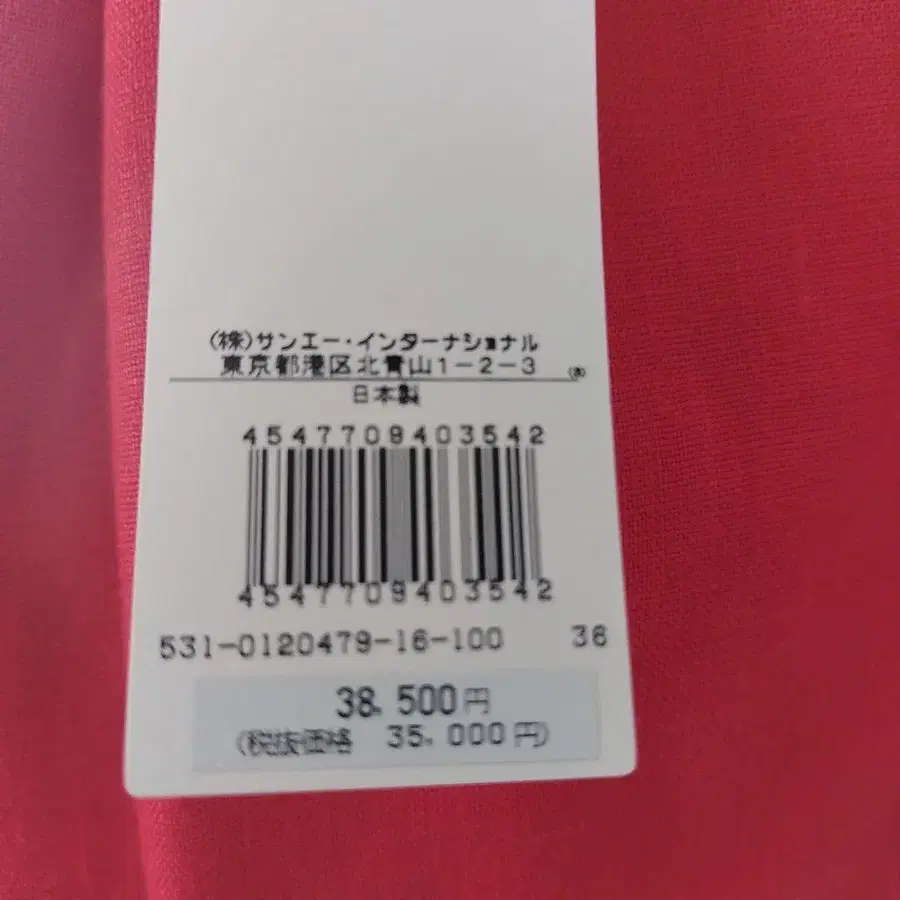 (株)サンエー・インターナショナル
東京都港区北青山1-2-3
日本製
4547709403542
4547709403542
531-0120479-16-100 36
38,500円
(税抜価格 35,000円)